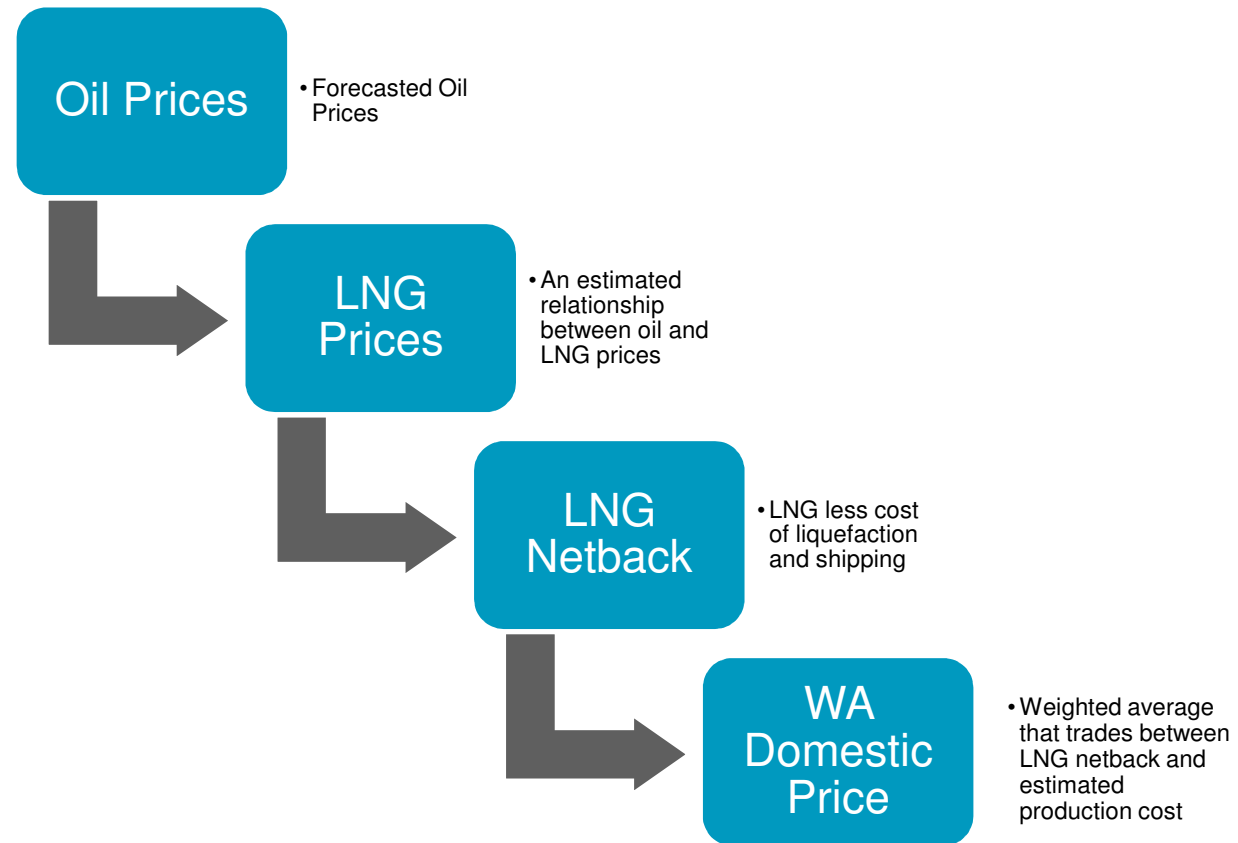 Oil Prices
• Forecasted Oil
Prices
LNG
Prices
• An estimated
relationship
between oil and
LNG prices
LNG
Netback
• LNG less cost
of liquefaction
and shipping
WA
Domestic
Price
• Weighted average
that trades between
LNG netback and
estimated
production cost